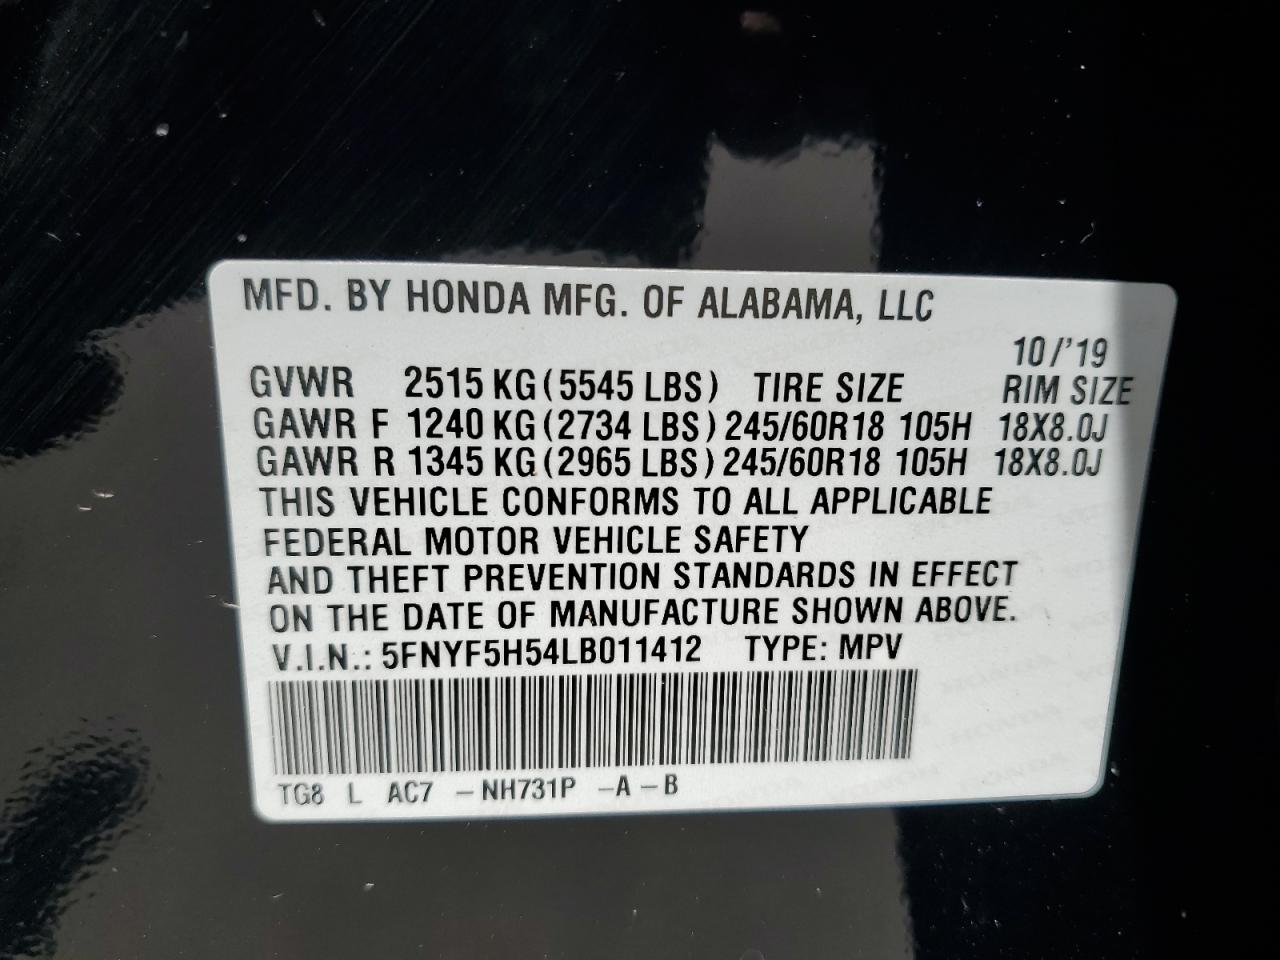 MFD. BY HONDA MFG. OF ALABAMA, LLC
10/'19
GVWR 2515 KG (5545 LBS) TIRE SIZE RIM SIZE
GAWR F 1240 KG (2734 LBS) 245/60R18 105H 18X8.0J
GAWR R 1345 KG (2965 LBS) 245/60R18 105H 18X8.0J
THIS VEHICLE CONFORMS TO ALL APPLICABLE
FEDERAL MOTOR VEHICLE SAFETY
AND THEFT PREVENTION STANDARDS IN EFFECT
ON THE DATE OF MANUFACTURE SHOWN ABOVE.
V.I.N.: 5FNYF5H54LB011412 TYPE: MPV
TG8 L AC7 -NH731P -A-B